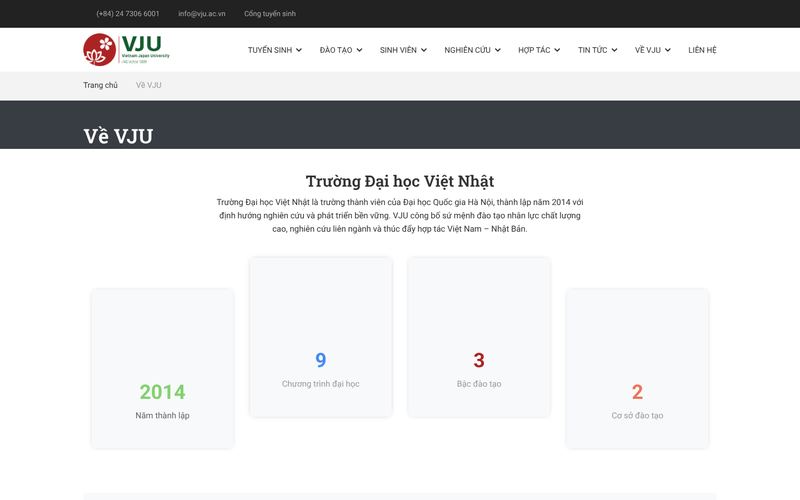 (+84) 24 7306 6001 info@vju.ac.vn Cổng tuyển sinh
VJU
Vietnam Japan University
TUYỂN SINH ĐÀO TẠO SINH VIÊN NGHIÊN CỨU HỢP TÁC TIN TỨC VỀ VJU LIÊN HỆ
Trang chủ Về VJU
Về VJU
Trường Đại học Việt Nhật
Trường Đại học Việt Nhật là trường thành viên của Đại học Quốc gia Hà Nội, thành lập năm 2014 với
định hướng nghiên cứu và phát triển bền vững. VJU công bố sứ mệnh đào tạo nhân lực chất lượng
cao, nghiên cứu liên ngành và thúc đẩy hợp tác Việt Nam – Nhật Bản.
2014
Năm thành lập
9
Chương trình đại học
3
Bậc đào tạo
2
Cơ sở đào tạo